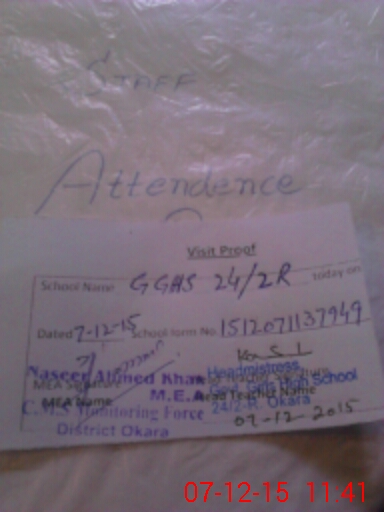 STAFF
Attendence
Visit Proof
School Name GGHS 24/2R today on
Dated 7-12-15 School form No 1512071137949
Naseer Ahmed Khan
MEA Signature
M.E.A
MEA Name
C.M.S Monitoring Force
District Okara
Headmistress
Govt. Girls High School
Head Teacher Name
24/2-R. Okara
07-12-2015
07-12-15 11:41